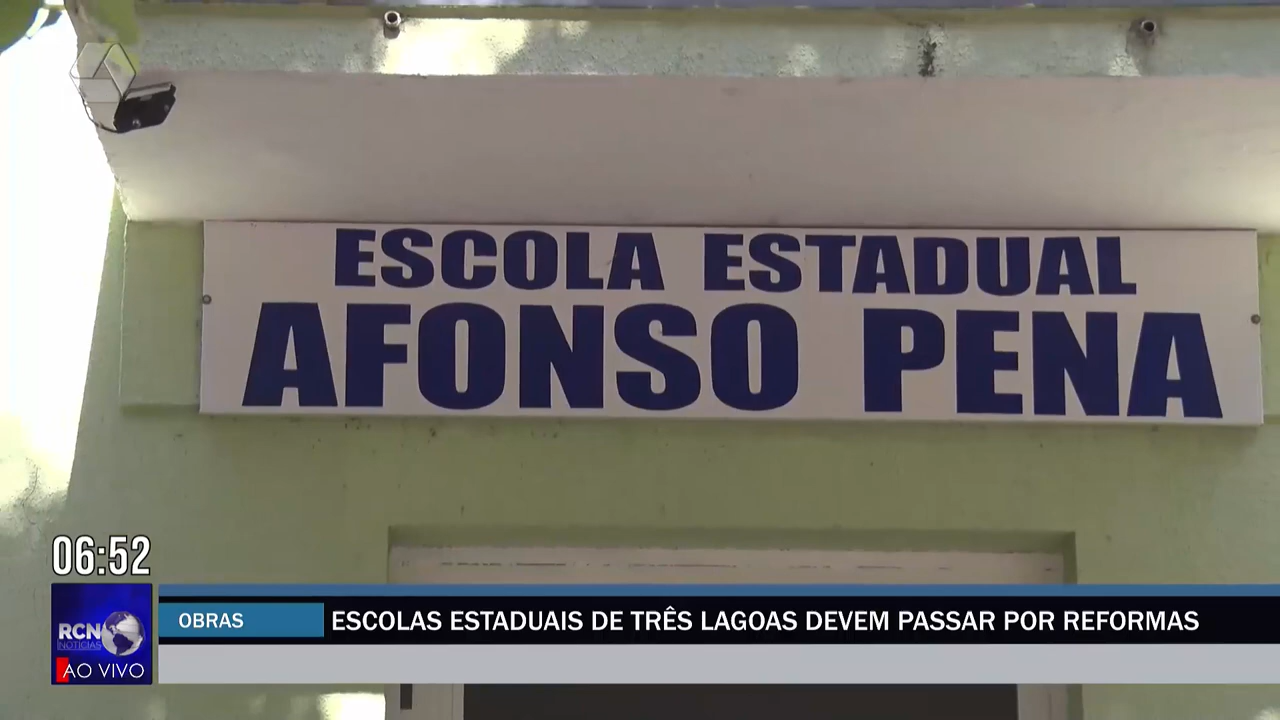 ESCOLA ESTADUAL
AFONSO PENA
06:52
RCN
NOTÍCIAS
AO VIVO
OBRAS
ESCOLAS ESTADUAIS DE TRÊS LAGOAS DEVEM PASSAR POR REFORMAS